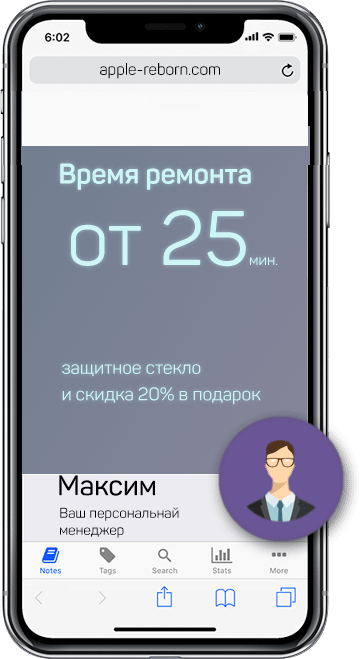 6:02
apple-reborn.com
Время ремонта
от 25 мин.
защитное стекло
и скидка 20% в подарок
Максим
Ваш персональнай
менеджер
Notes Tags Search Stats More